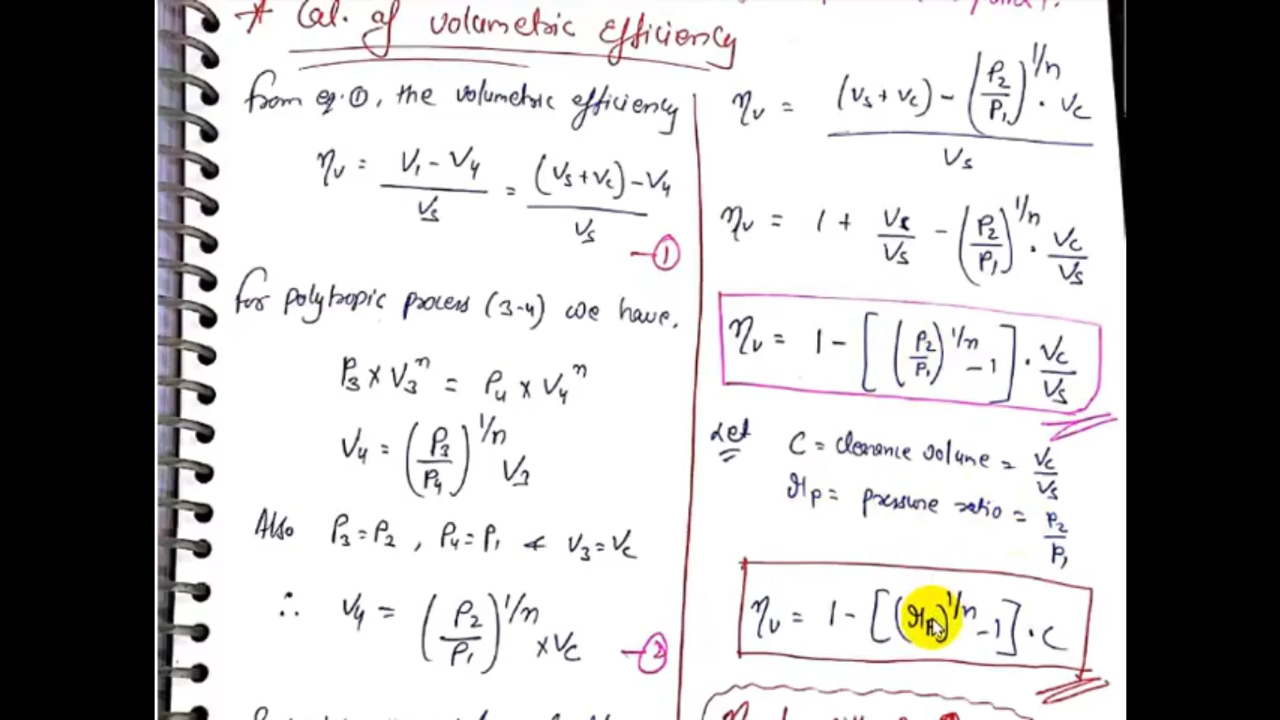 * Cal. of volumetric efficiency
from eq.①, the volumetric efficiency
ηv = (V1 - V4)/Vs = ((Vs + Vc) - V4)/Vs —①
for polytropic process (3-4) we have,
P3 × V3^n = P4 × V4^n
V4 = (P3/P4)^1/n V3
Also P3 = P2, P4 = P1 & V3 = Vc
∴ V4 = (P2/P1)^1/n × Vc —②
ηv = ((Vs + Vc) - (P2/P1)^1/n · Vc)/Vs
ηv = 1 + Vc/Vs - (P2/P1)^1/n · Vc/Vs
ηv = 1 - [(P2/P1)^1/n - 1] · Vc/Vs
Let C = clearence volume = Vc/Vs
rp = pressure ratio = P2/P1
ηv = 1 - [(rp)^1/n - 1] · C